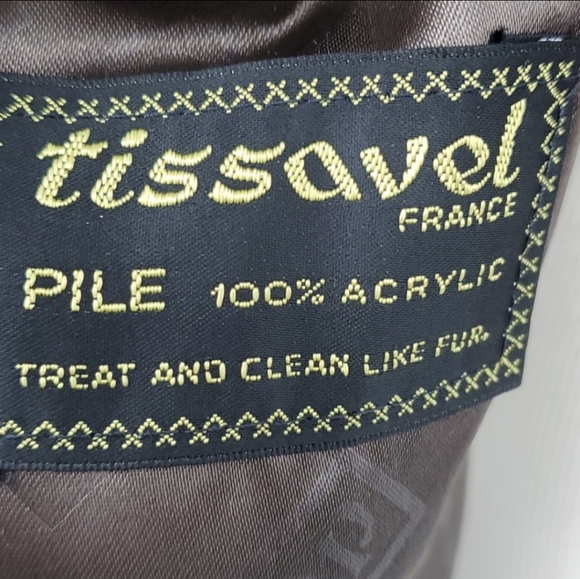 tissavel
FRANCE
PILE 100% ACRYLIC
TREAT AND CLEAN LIKE FUR.